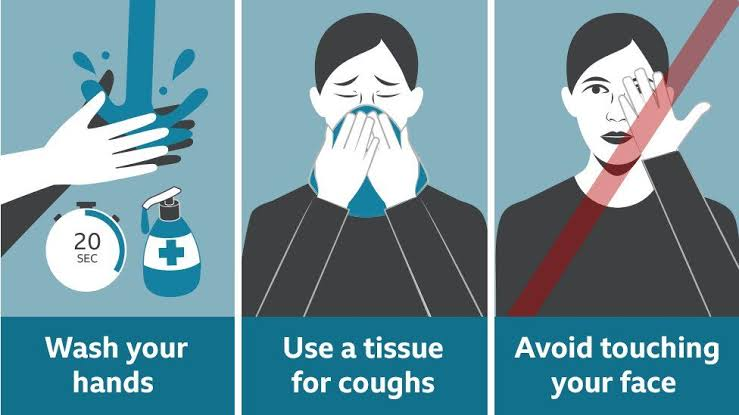 20
SEC
Wash your
hands
Use a tissue
for coughs
Avoid touching
your face